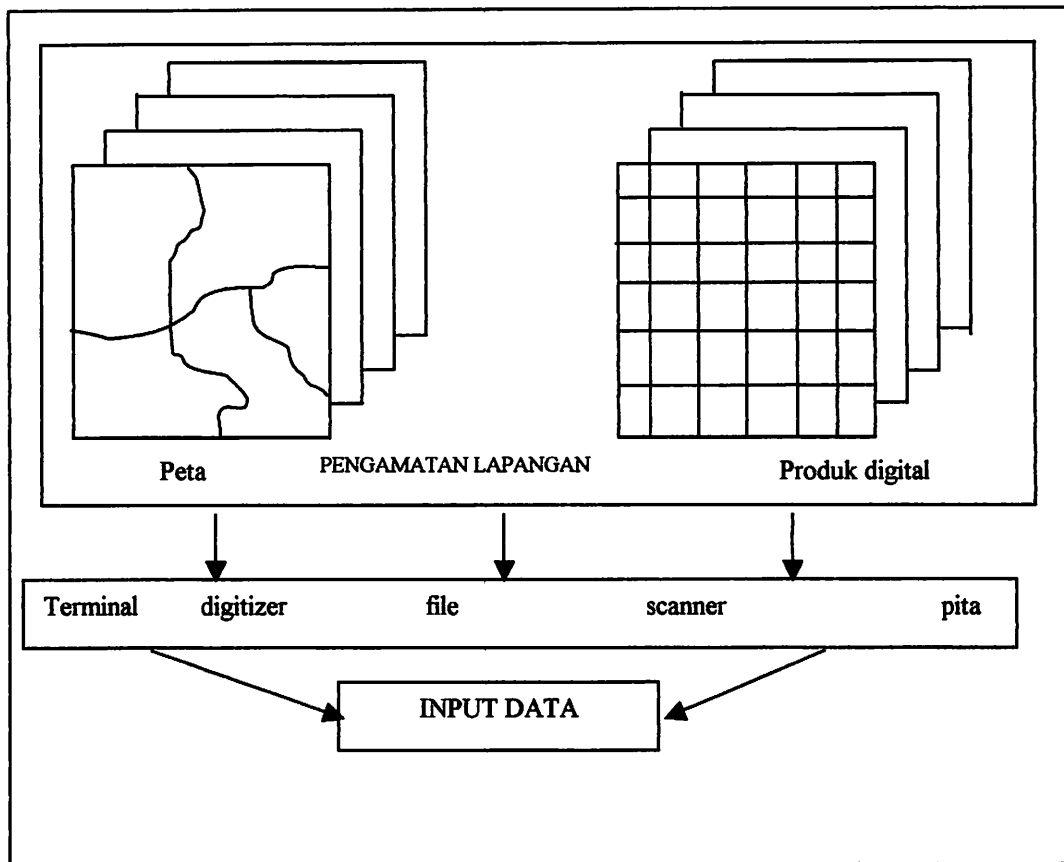 Peta PENGAMATAN LAPANGAN Produk digital
Terminal digitizer file scanner pita
INPUT DATA